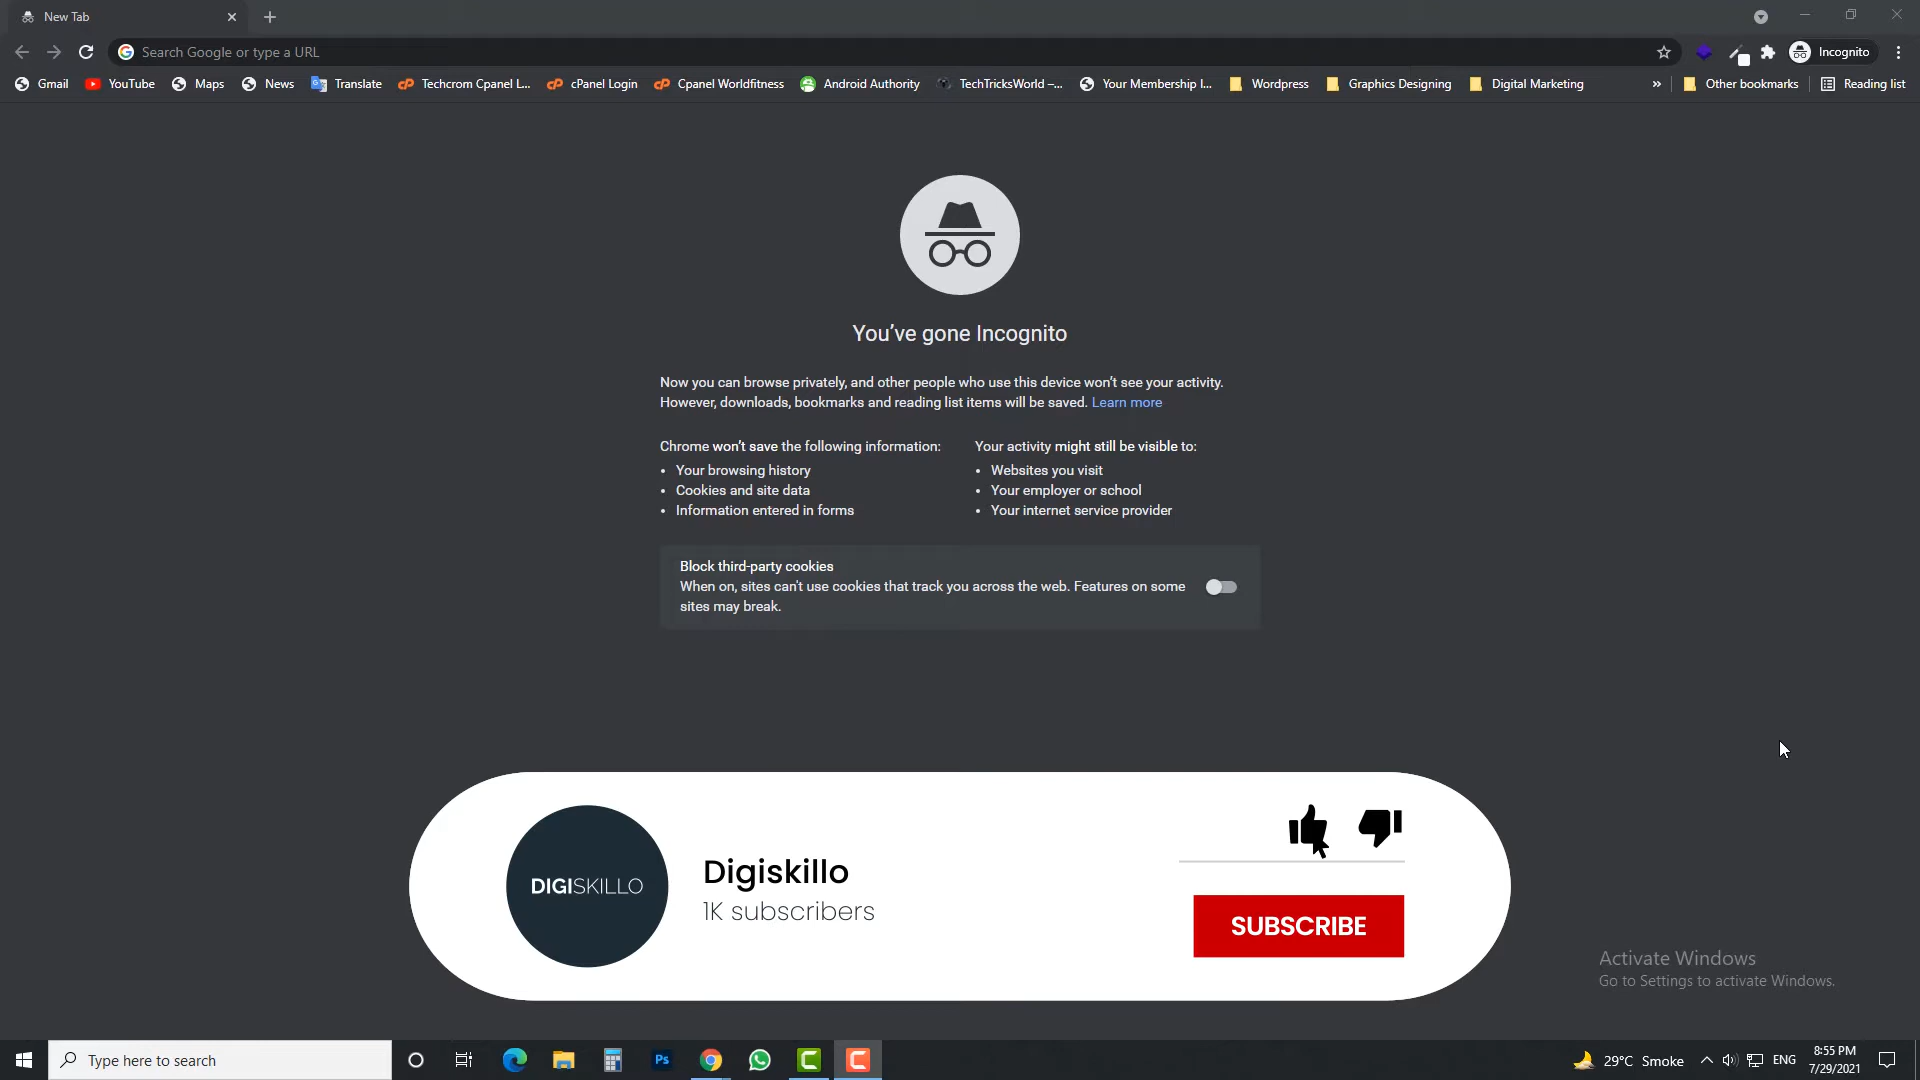 New Tab
Search Google or type a URL
Incognito
Gmail
YouTube
Maps
News
Translate
Techcrom Cpanel L...
cPanel Login
Cpanel Worldfitness
Android Authority
TechTricksWorld –...
Your Membership I...
Wordpress
Graphics Designing
Digital Marketing
»
Other bookmarks
Reading list
You've gone Incognito
Now you can browse privately, and other people who use this device won't see your activity.
However, downloads, bookmarks and reading list items will be saved. Learn more
Chrome won't save the following information:
• Your browsing history
• Cookies and site data
• Information entered in forms
Your activity might still be visible to:
• Websites you visit
• Your employer or school
• Your internet service provider
Block third-party cookies
When on, sites can't use cookies that track you across the web. Features on some
sites may break.
DIGISKILLO
Digiskillo
1K subscribers
SUBSCRIBE
Activate Windows
Go to Settings to activate Windows.
Type here to search
Ps
29°C Smoke
ENG
8:55 PM
7/29/2021